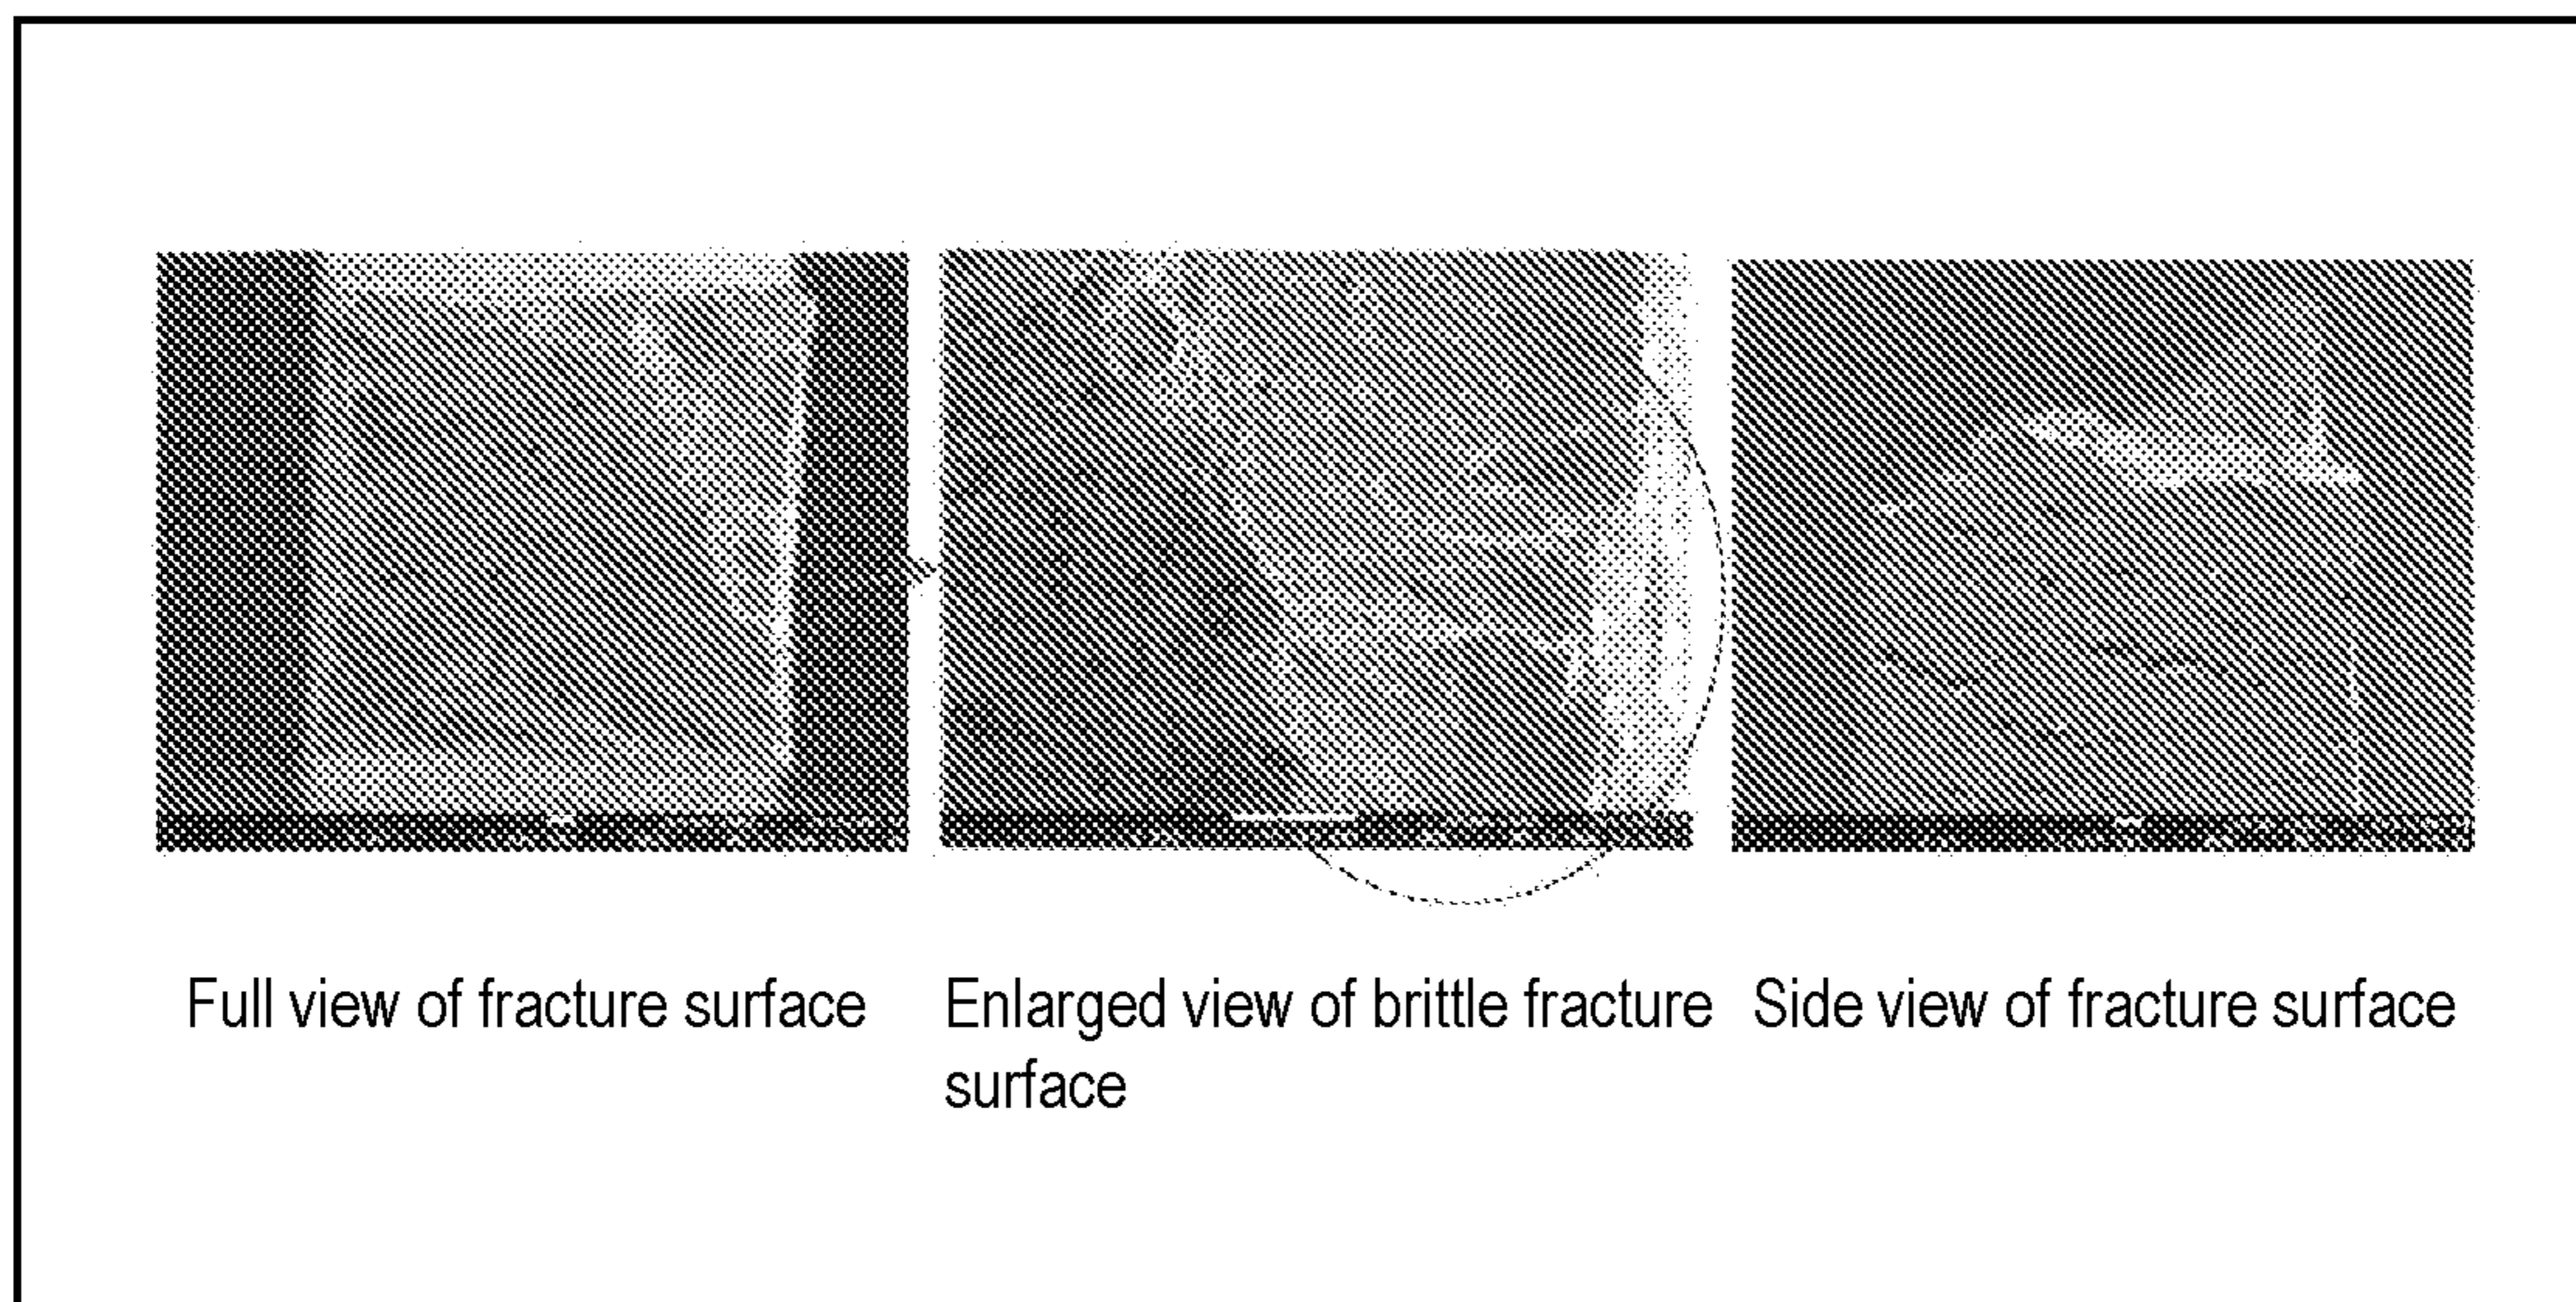 Full view of fracture surface
Enlarged view of brittle fracture
surface
Side view of fracture surface